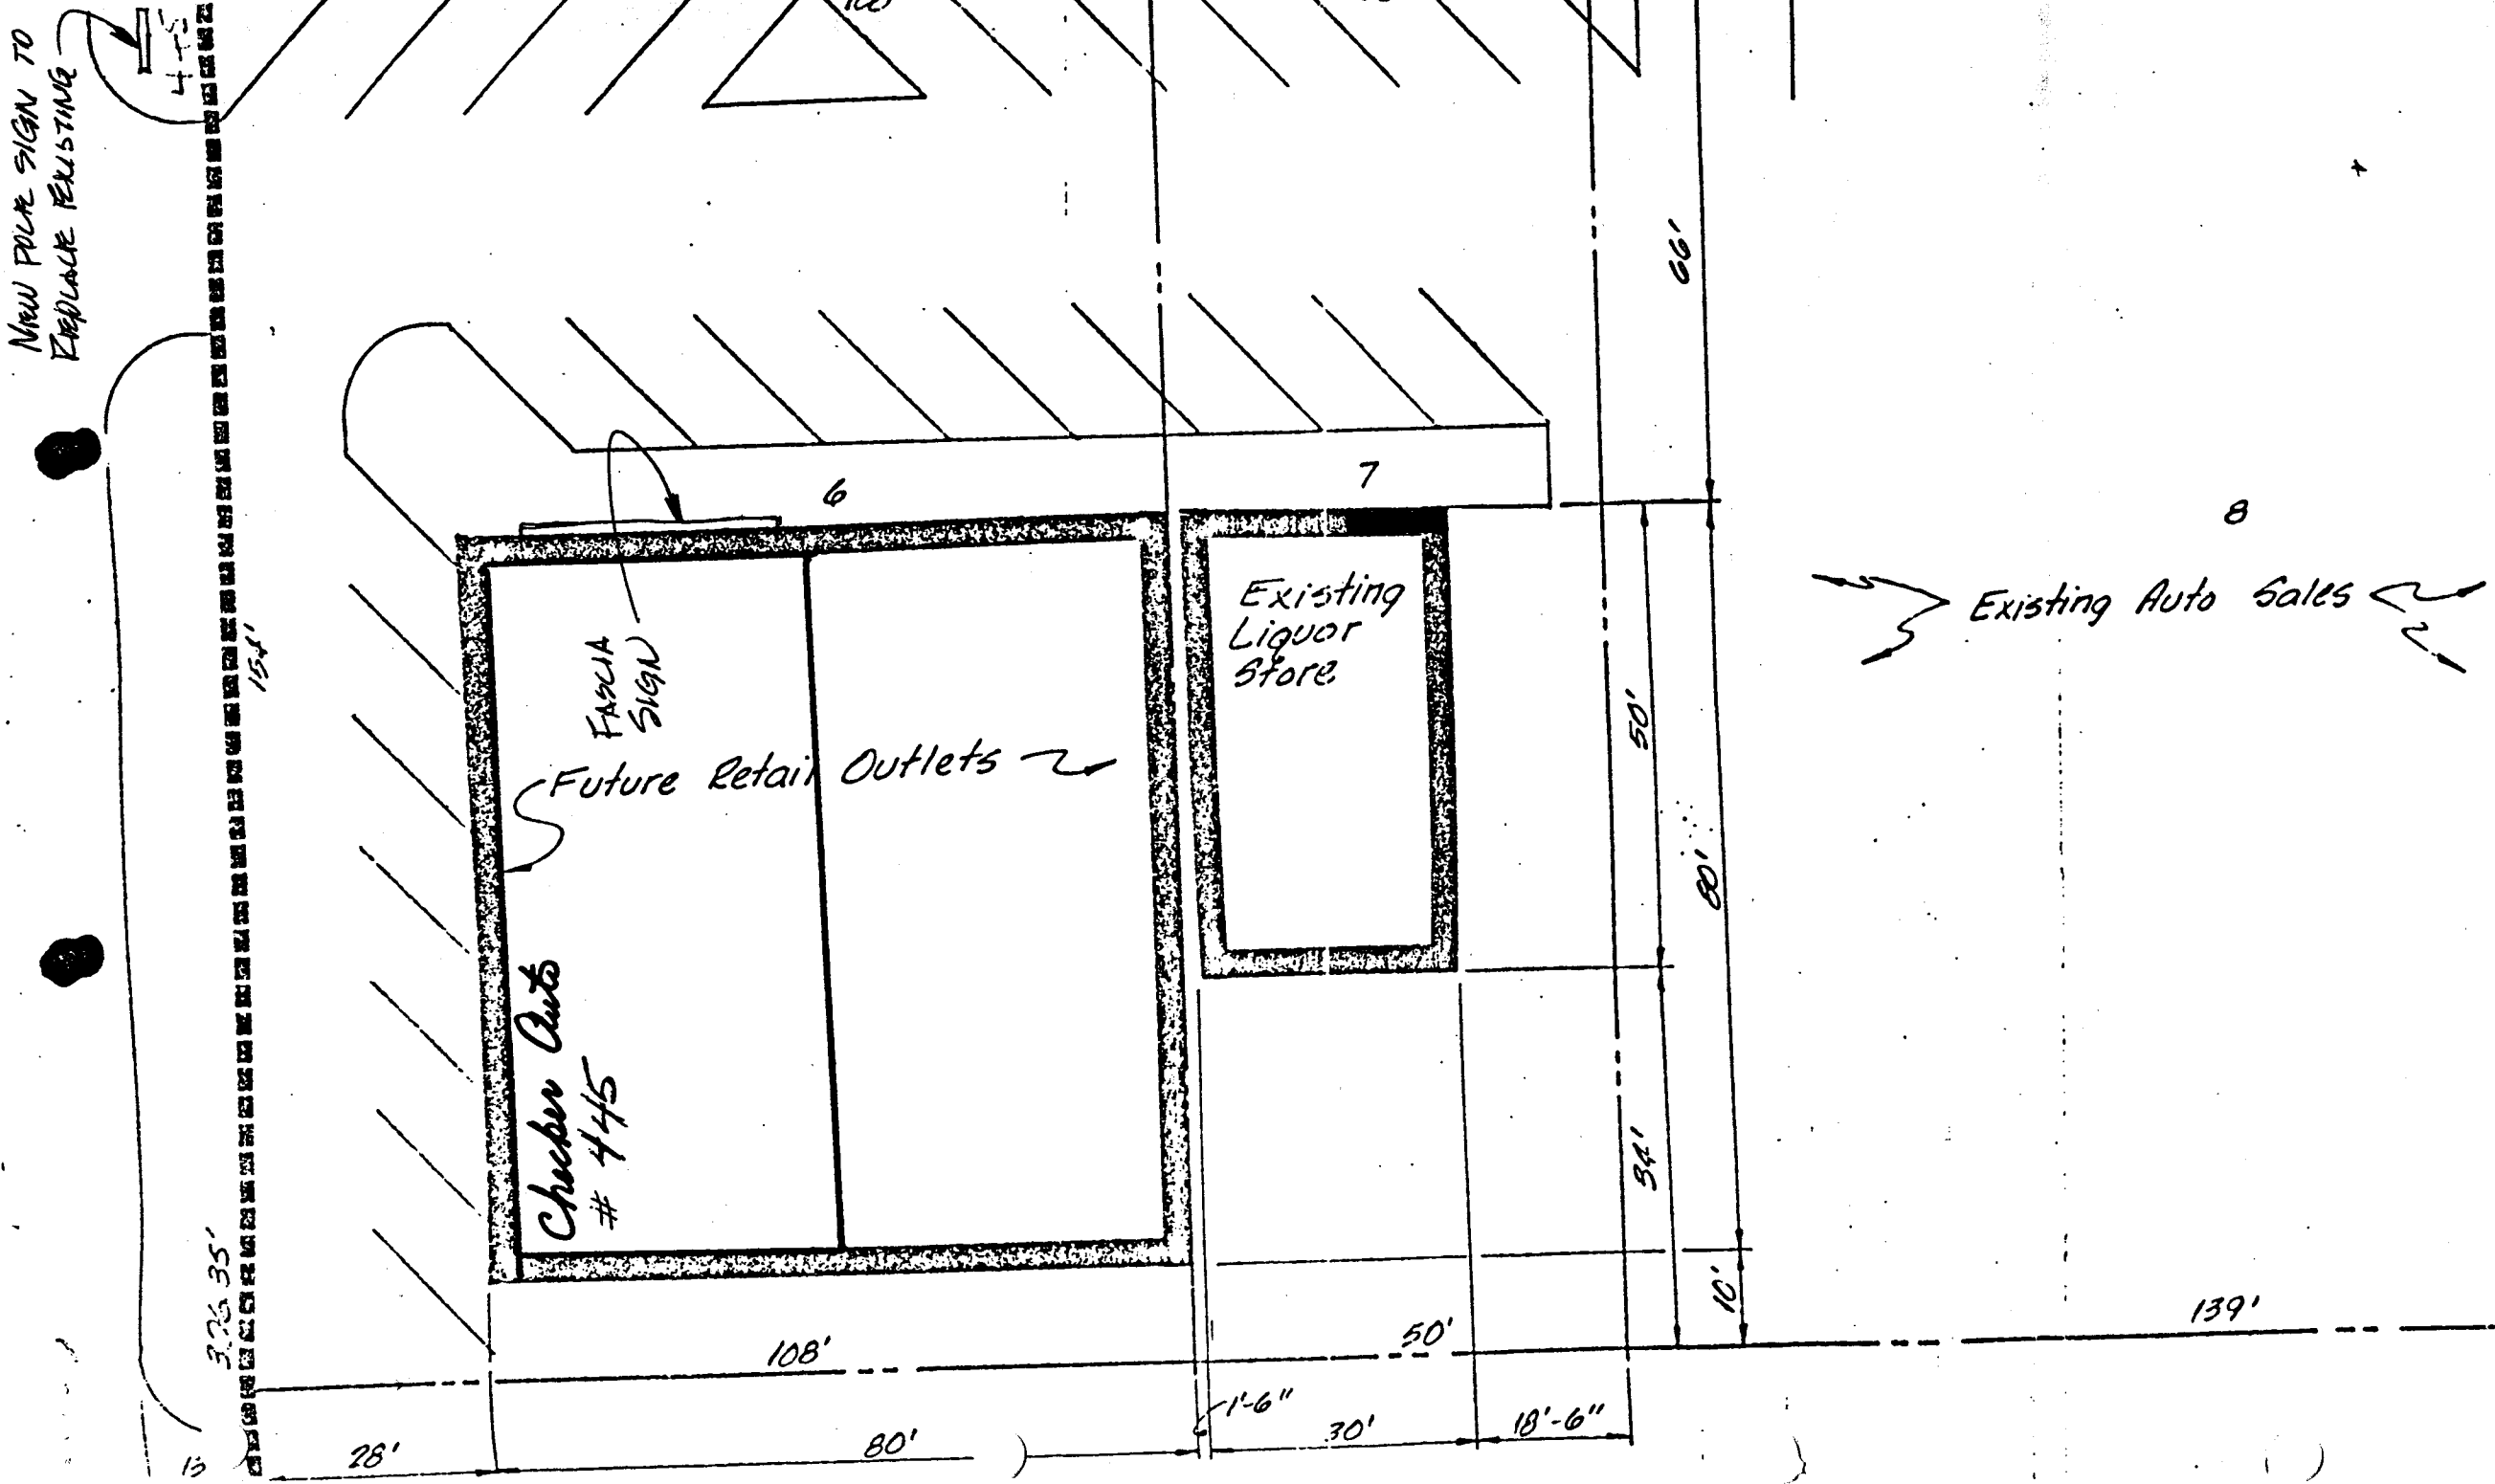 NEW POLE SIGN TO
REPLACE EXISTING
154'
66'
6
7
8
Existing
Liquor
Store
Existing Auto Sales
FASCIA
SIGN
Future Retail Outlets
50'
80'
Checker Auto
# 445
34'
10'
108'
50'
139'
1'-6"
28'
80'
30'
18'-6"
15